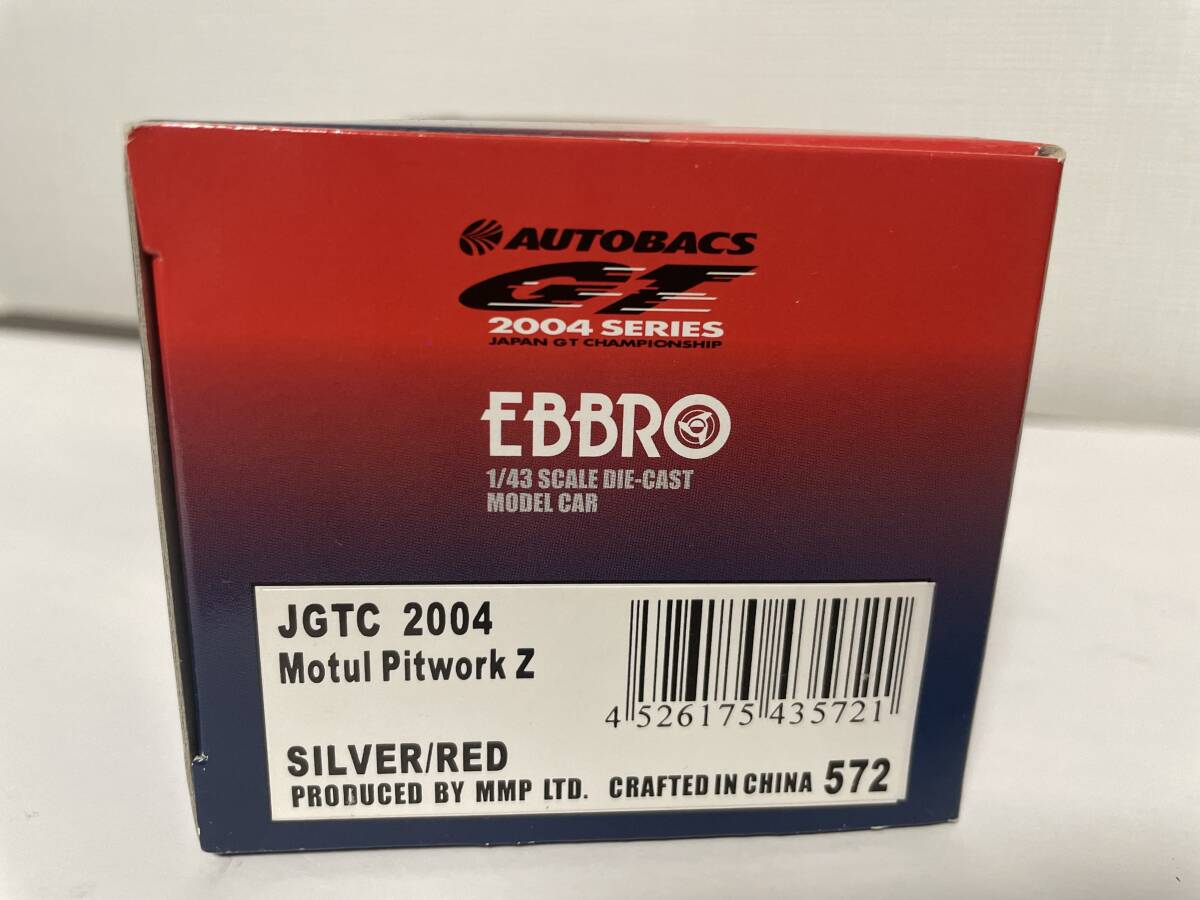 AUTOBACS
GT
2004 SERIES
JAPAN GT CHAMPIONSHIP
EBBRO
1/43 SCALE DIE-CAST
MODEL CAR
JGTC 2004
Motul Pitwork Z
4 526175 435721
SILVER/RED
PRODUCED BY MMP LTD. CRAFTED IN CHINA 572